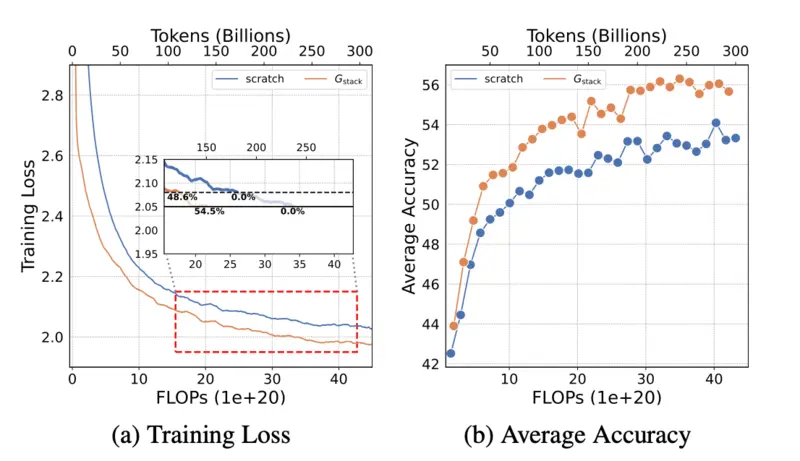 Tokens (Billions)
0 50 100 150 200 250 300
Training Loss
2.8
2.6
2.4
2.2
2.0
scratch Gstack
150 200 250
2.15
2.10
2.05
2.00
1.95
48.6% 0.0%
54.5% 0.0%
20 25 30 35 40
0 10 20 30 40
FLOPs (1e+20)
(a) Training Loss
Tokens (Billions)
50 100 150 200 250 300
Average Accuracy
56
54
52
50
48
46
44
42
scratch Gstack
10 20 30 40
FLOPs (1e+20)
(b) Average Accuracy